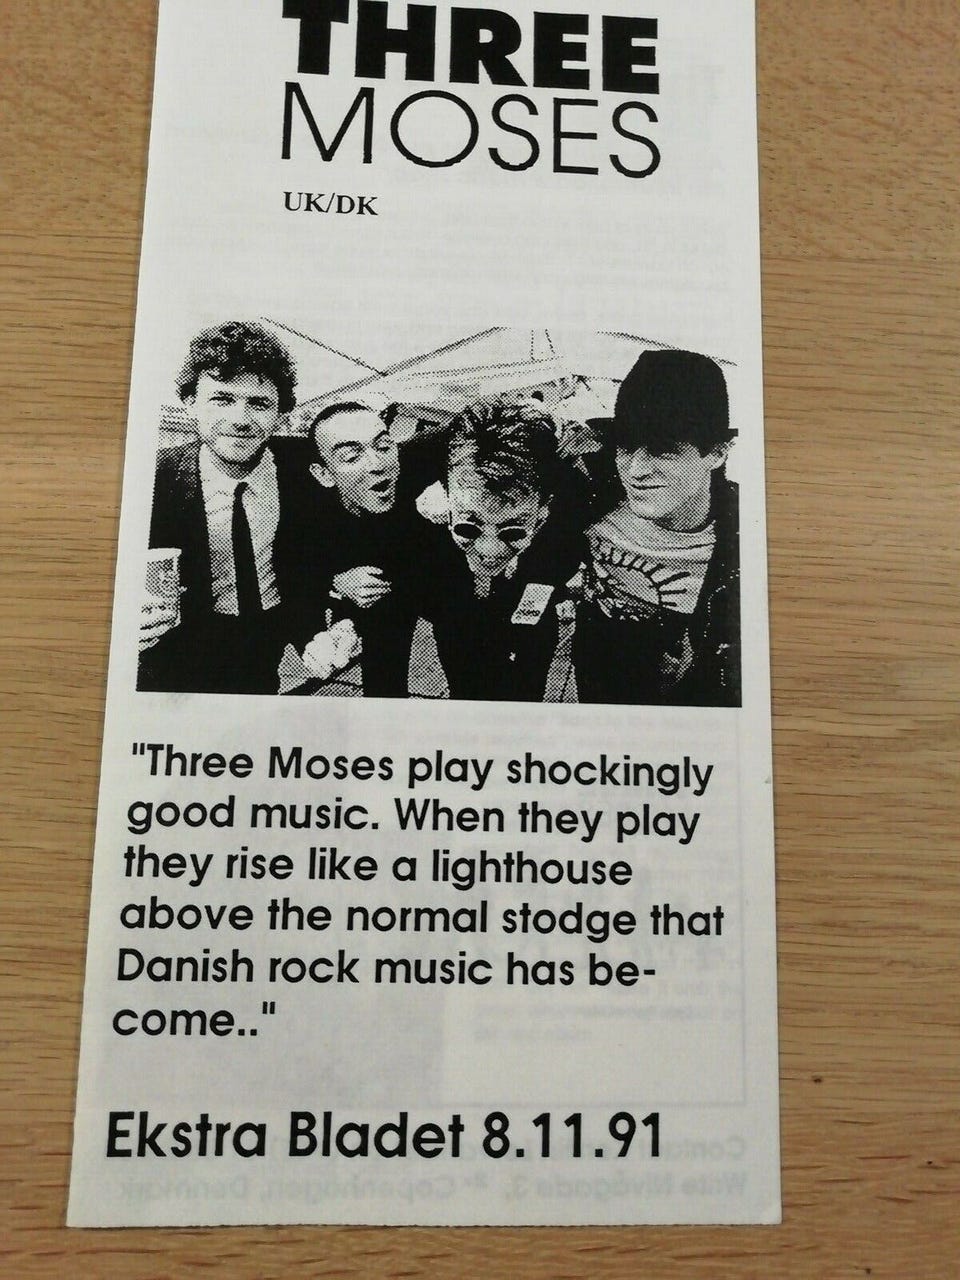 THREE
MOSES
UK/DK
"Three Moses play shockingly
good music. When they play
they rise like a lighthouse
above the normal stodge that
Danish rock music has be-
come.."
Ekstra Bladet 8.11.91